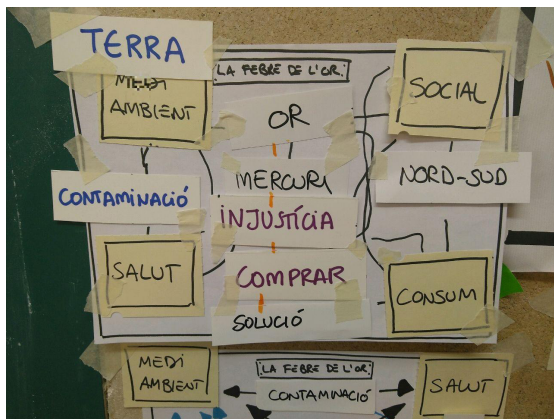 TERRA
LA FEBRE DE L'OR.
MEDI
AMBIENT
OR
SOCIAL
MERCURI
NORD-SUD
CONTAMINACIÓ
INJUSTÍCIA
SALUT
COMPRAR
CONSUM
SOLUCIÓ
MEDI
AMBIENT
LA FEBRE DE L'OR.
CONTAMINACIÓ
SALUT